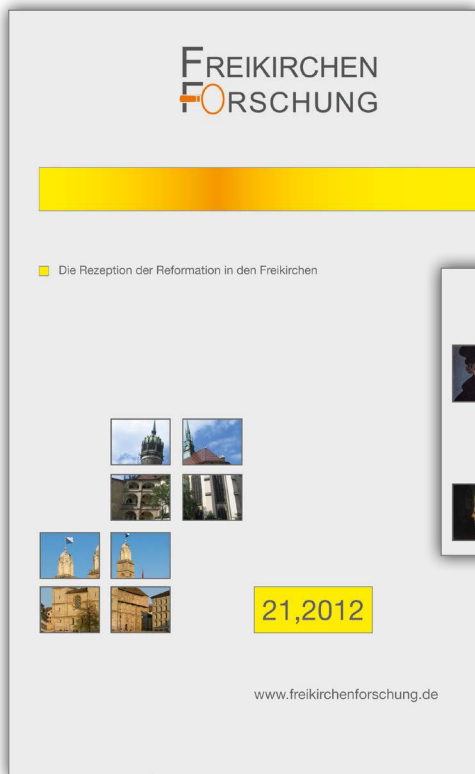 FREIKIRCHEN
FORSCHUNG
Die Rezeption der Reformation in den Freikirchen
21,2012
www.freikirchenforschung.de